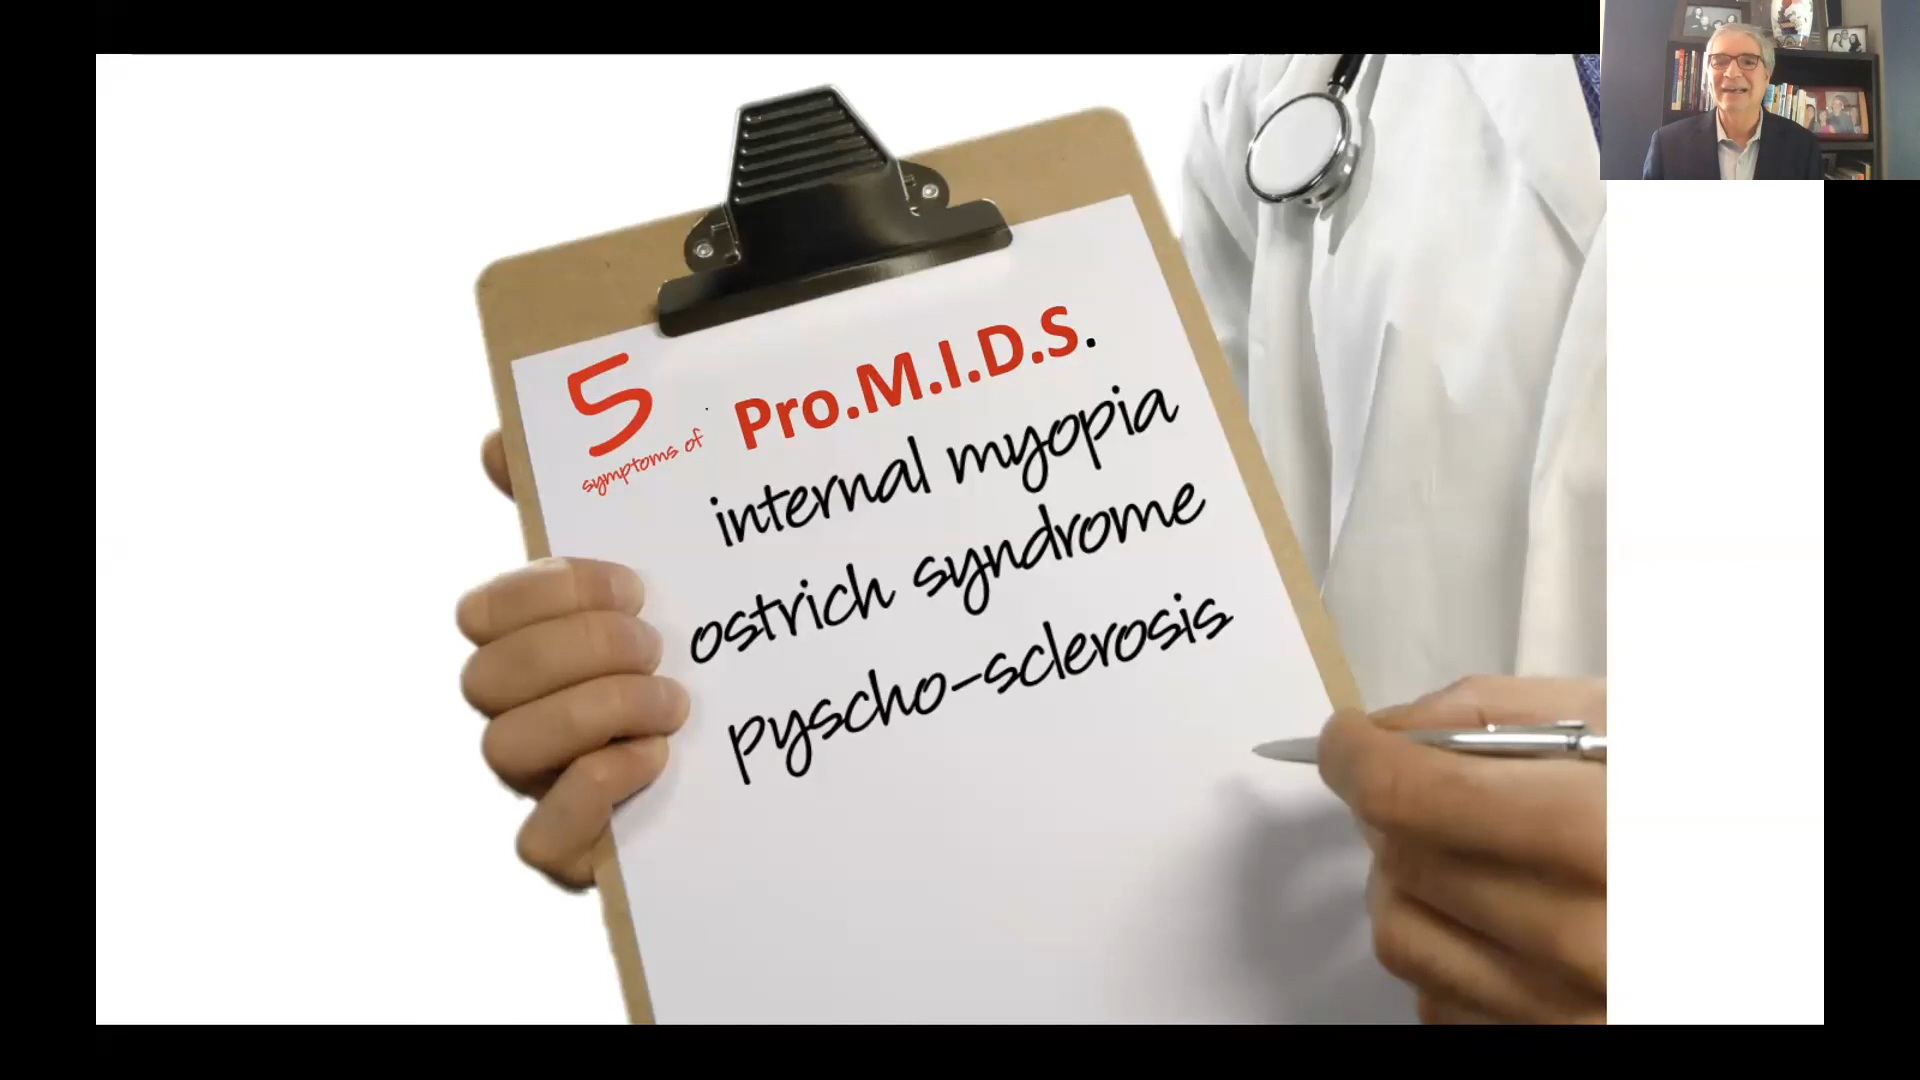 5
symptoms of
Pro.M.I.D.S.
internal myopia
ostrich syndrome
pyscho-sclerosis